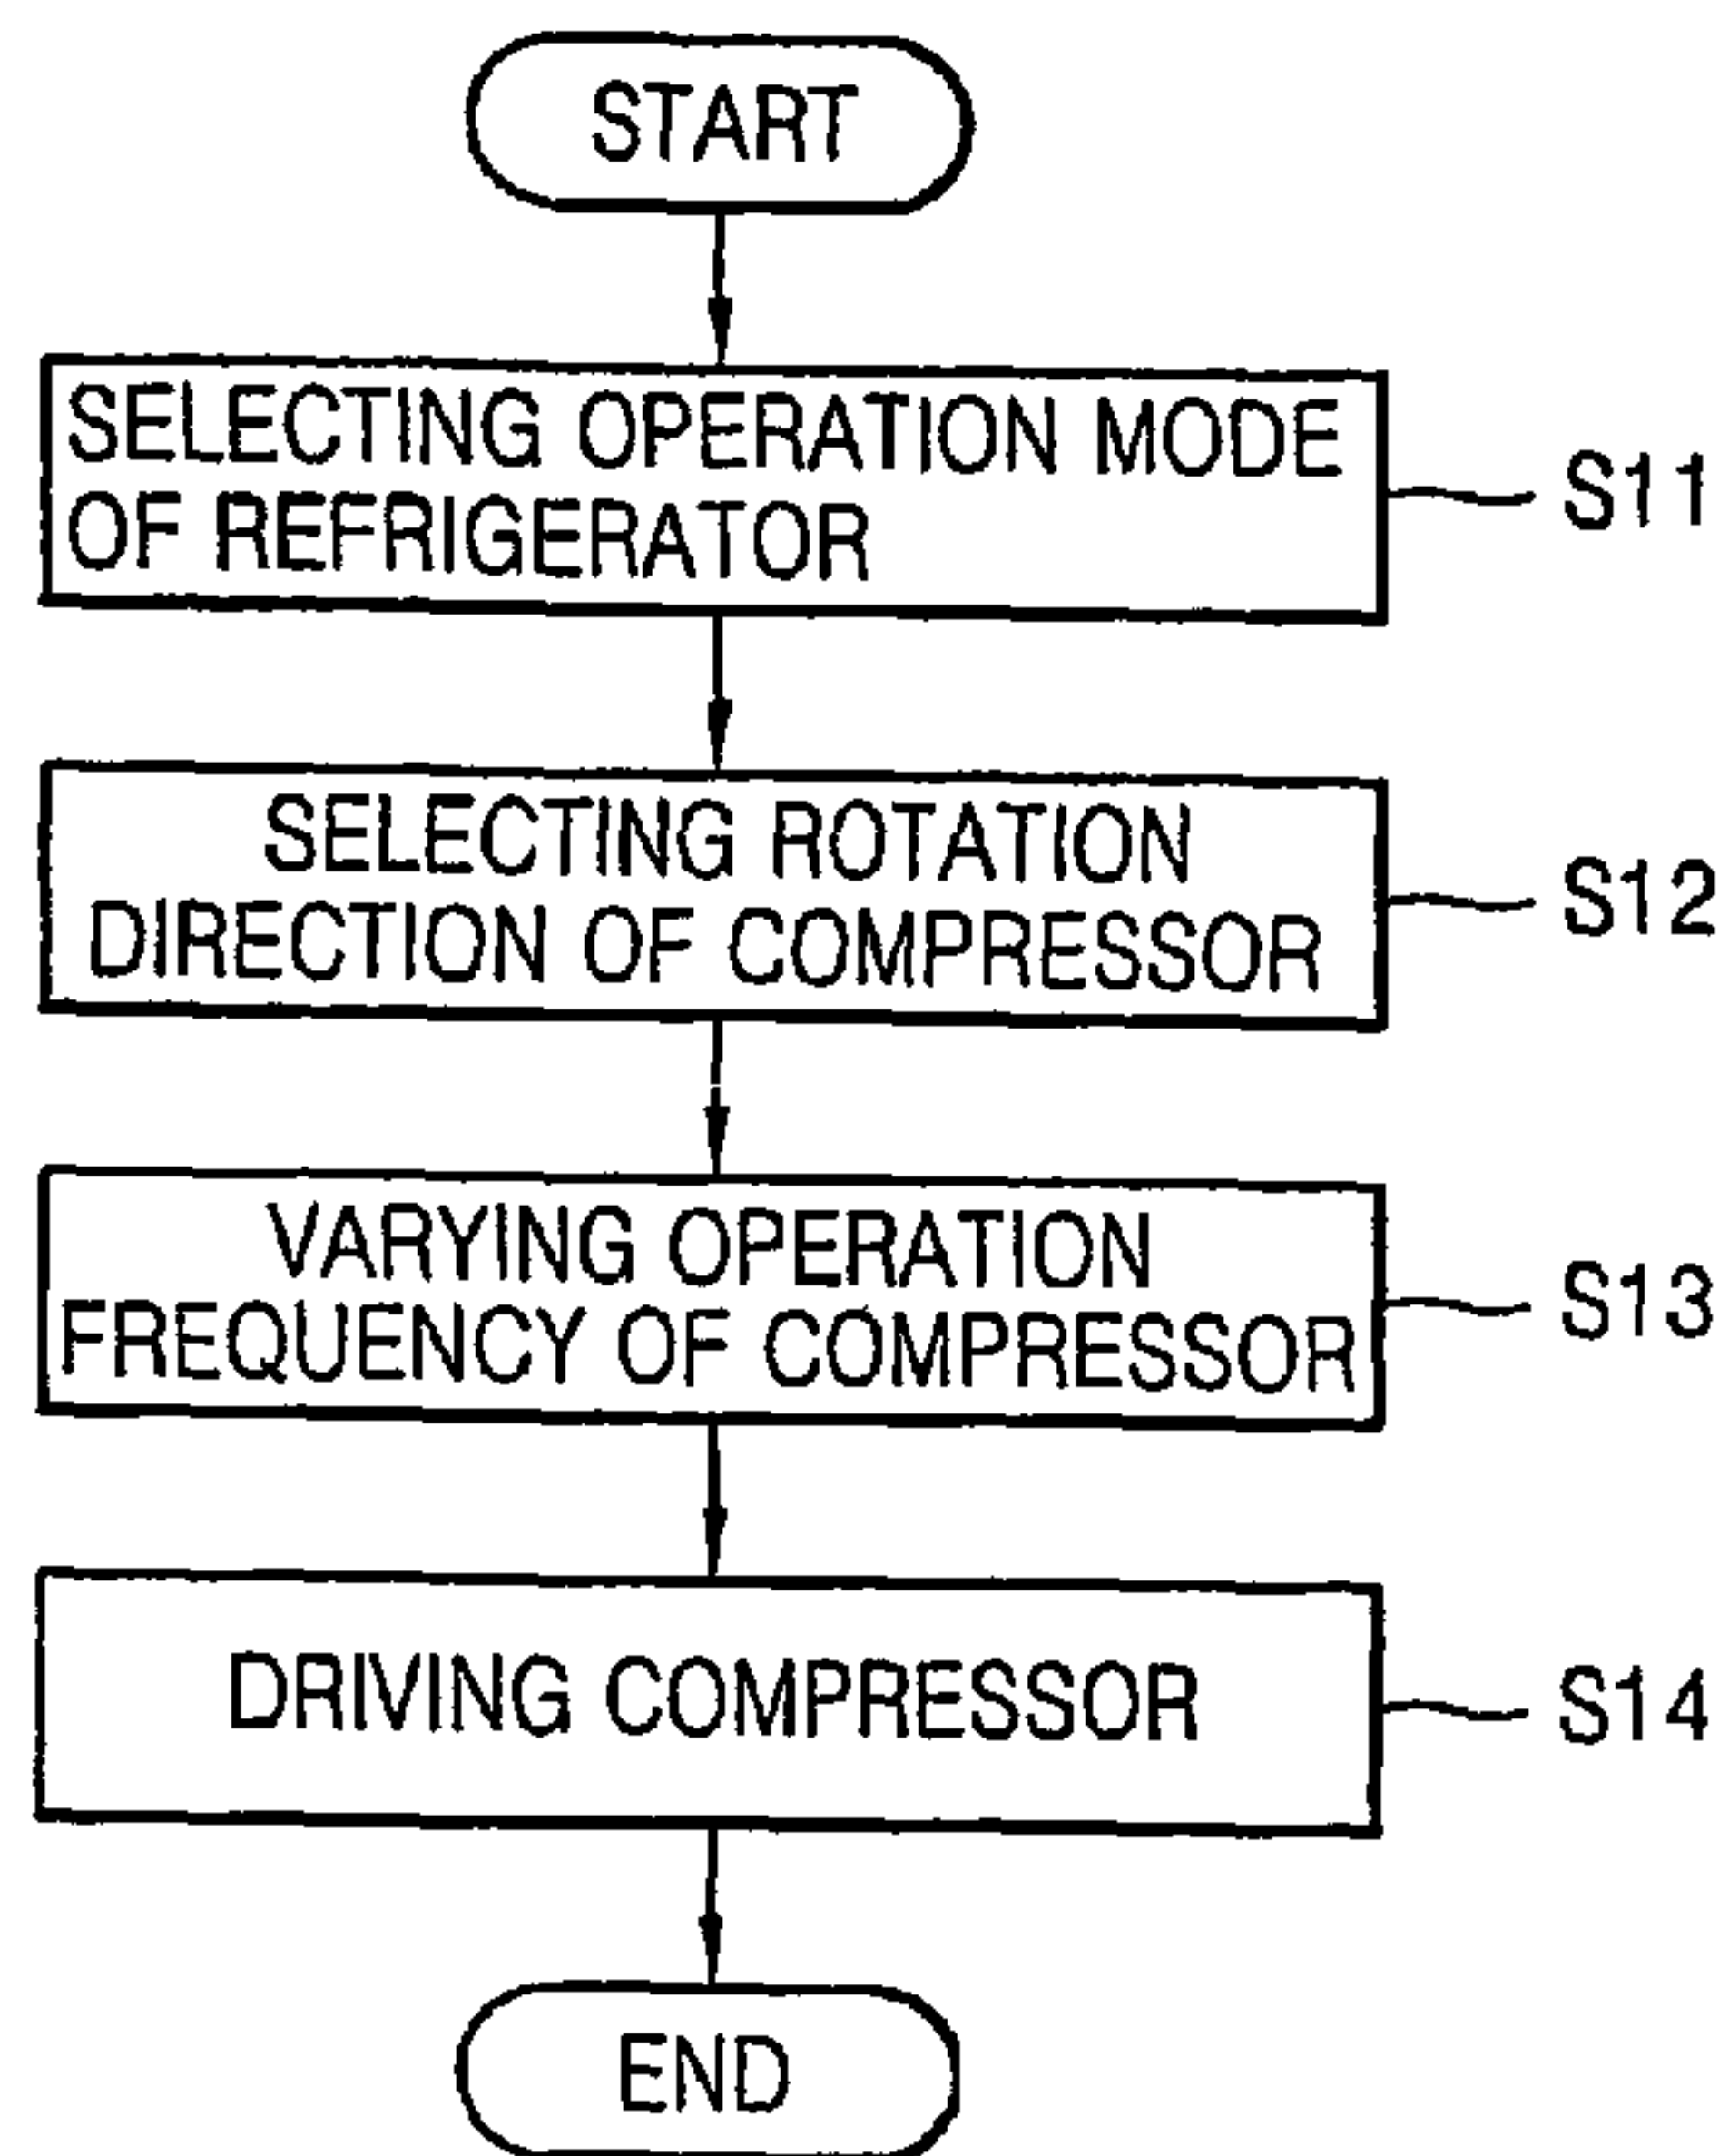 START
SELECTING OPERATION MODE
OF REFRIGERATOR
S11
SELECTING ROTATION
DIRECTION OF COMPRESSOR
S12
VARYING OPERATION
FREQUENCY OF COMPRESSOR
S13
DRIVING COMPRESSOR
S14
END